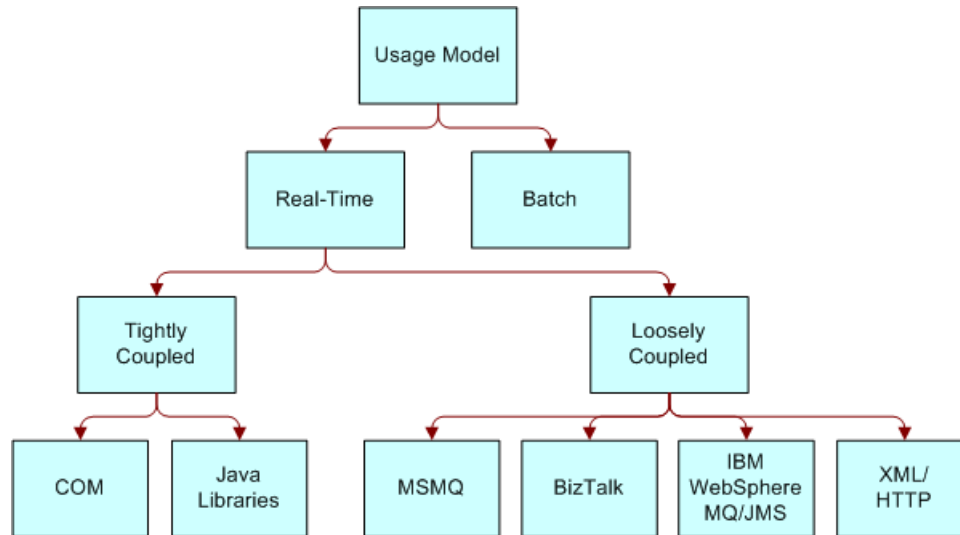 Usage Model
Real-Time
Batch
Tightly
Coupled
Loosely
Coupled
COM
Java
Libraries
MSMQ
BizTalk
IBM
WebSphere
MQ/JMS
XML/
HTTP